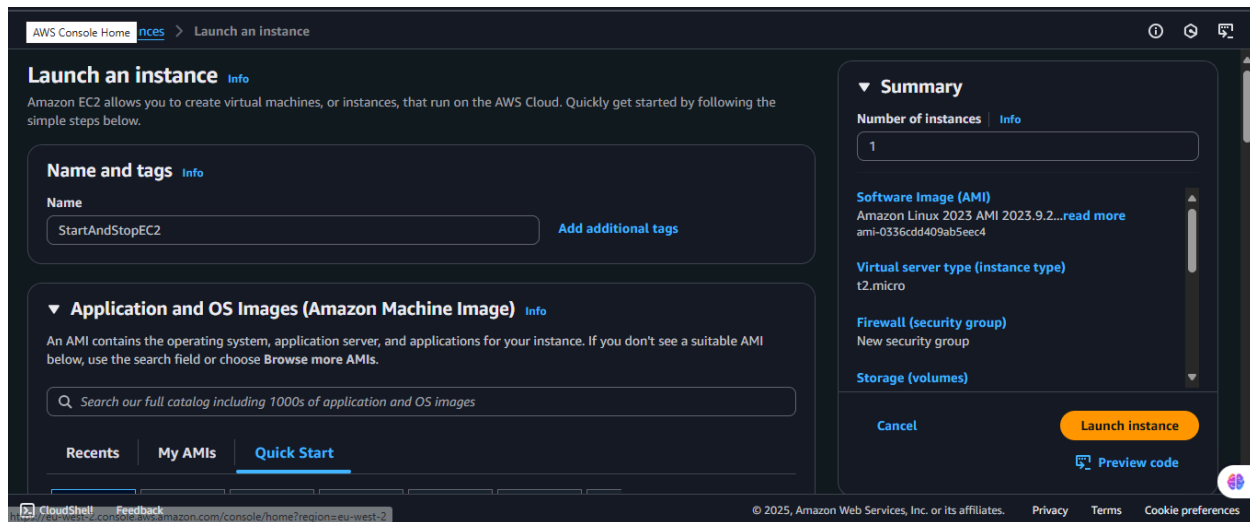 AWS Console Home
nces > Launch an instance
Launch an instance Info
Amazon EC2 allows you to create virtual machines, or instances, that run on the AWS Cloud. Quickly get started by following the
simple steps below.
Name and tags Info
Name
StartAndStopEC2
Add additional tags
Application and OS Images (Amazon Machine Image) Info
An AMI contains the operating system, application server, and applications for your instance. If you don't see a suitable AMI
below, use the search field or choose Browse more AMIs.
Search our full catalog including 1000s of application and OS images
Recents My AMIs Quick Start
Summary
Number of instances Info
1
Software Image (AMI)
Amazon Linux 2023 AMI 2023.9.2...read more
ami-0336cdd409ab5eec4
Virtual server type (instance type)
t2.micro
Firewall (security group)
New security group
Storage (volumes)
Cancel Launch instance
Preview code
CloudShell Feedback
https://eu-west-2.console.aws.amazon.com/console/home?region=eu-west-2
© 2025, Amazon Web Services, Inc. or its affiliates. Privacy Terms Cookie preferences